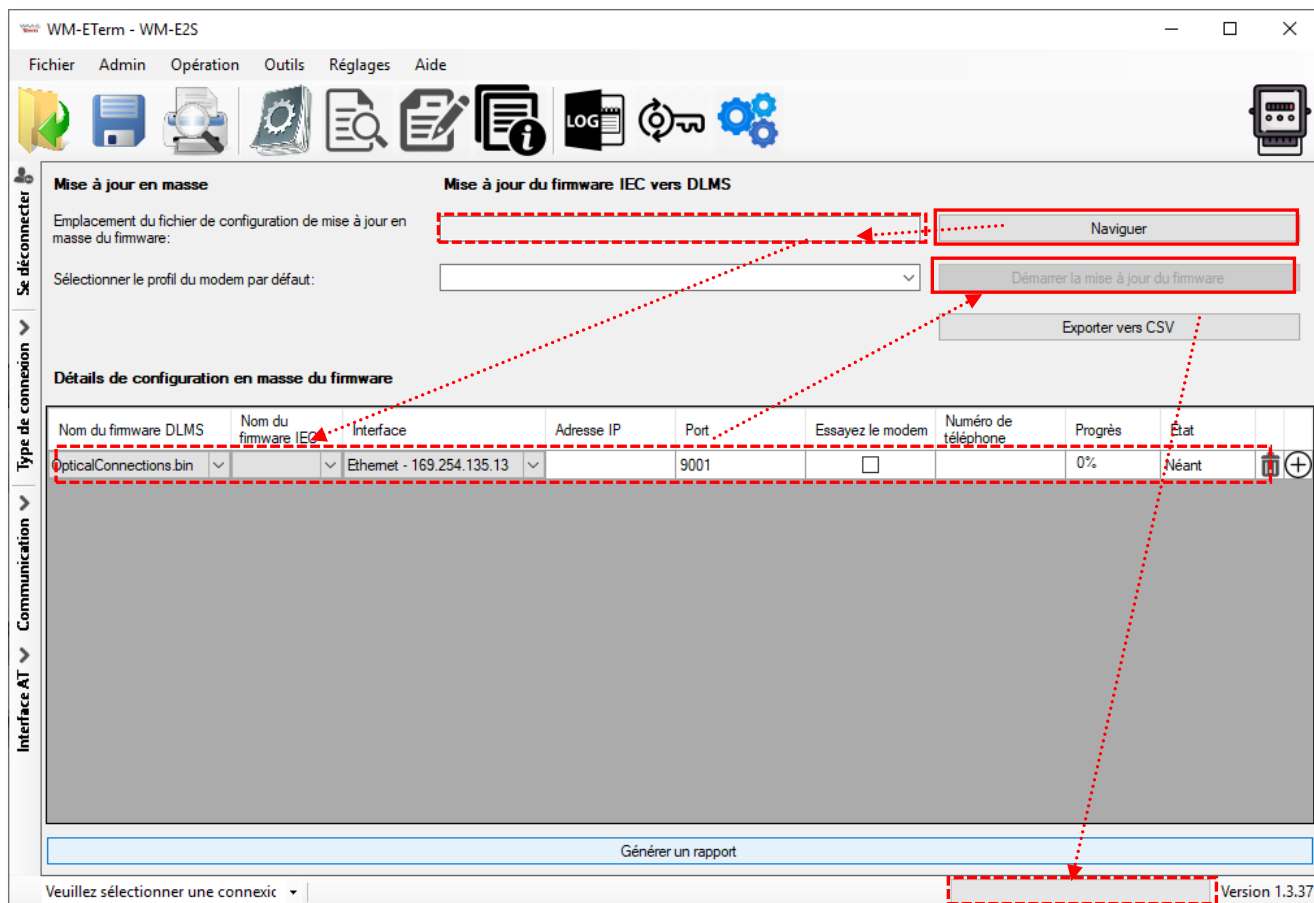 WM-ETerm - WM-E2S
Fichier Admin Opération Outils Réglages Aide
LOG
Se déconnecter
Type de connexion
Communication
Interface AT
Mise à jour en masse
Mise à jour du firmware IEC vers DLMS
Emplacement du fichier de configuration de mise à jour en
masse du firmware:
Naviguer
Sélectionner le profil du modem par défaut:
Démarrer la mise à jour du firmware
Exporter vers CSV
Détails de configuration en masse du firmware
Nom du firmware DLMS
Nom du
firmware IEC
Interface
Adresse IP
Port
Essayez le modem
Numéro de
téléphone
Progrès
État
OpticalConnections.bin
Ethernet - 169.254.135.13
9001
0%
Néant
Générer un rapport
Veuillez sélectionner une connexic
Version 1.3.37